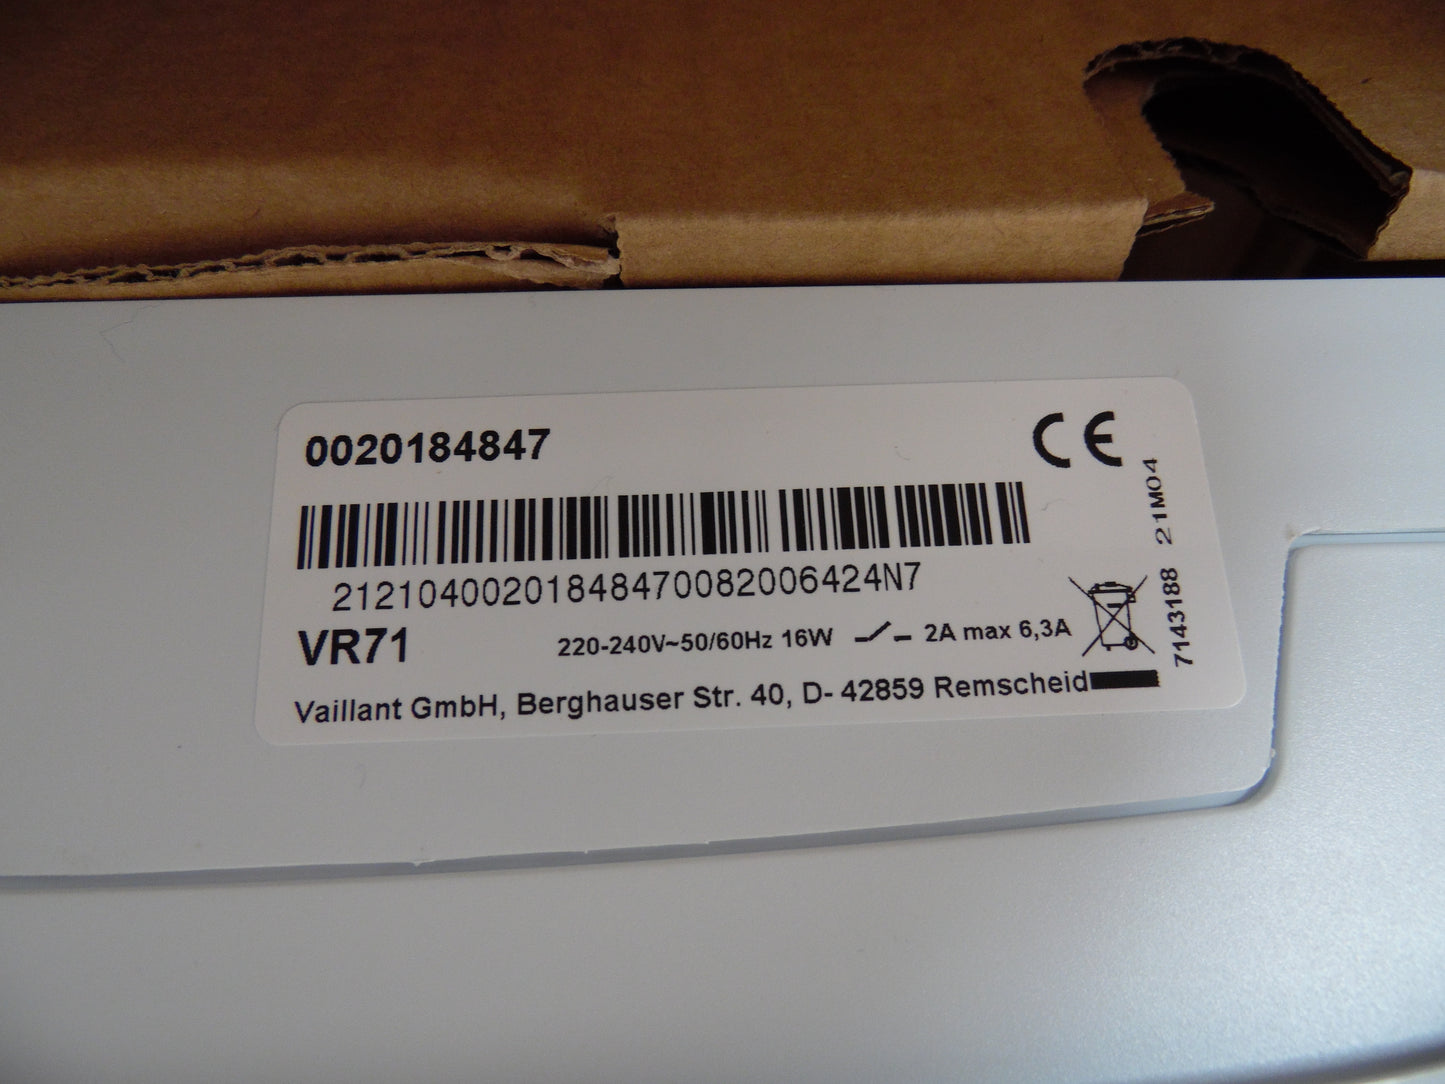 0020184847
CE
21210400201848470082006424N7
VR71
220-240V~50/60Hz 16W 2A max 6,3A
Vaillant GmbH, Berghauser Str. 40, D- 42859 Remscheid
7143188 21M04